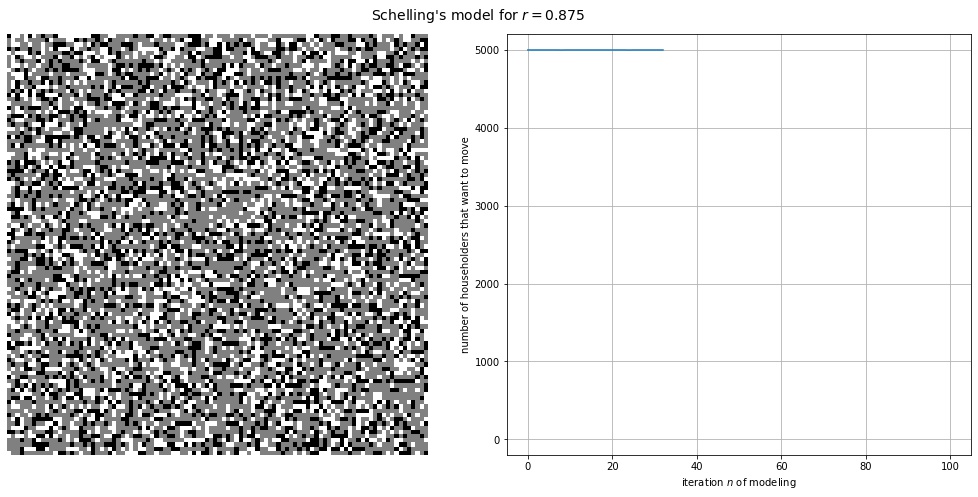 Schelling's model for r = 0.875
number of householders that want to move
5000
4000
3000
2000
1000
0
0 20 40 60 80 100
iteration n of modeling